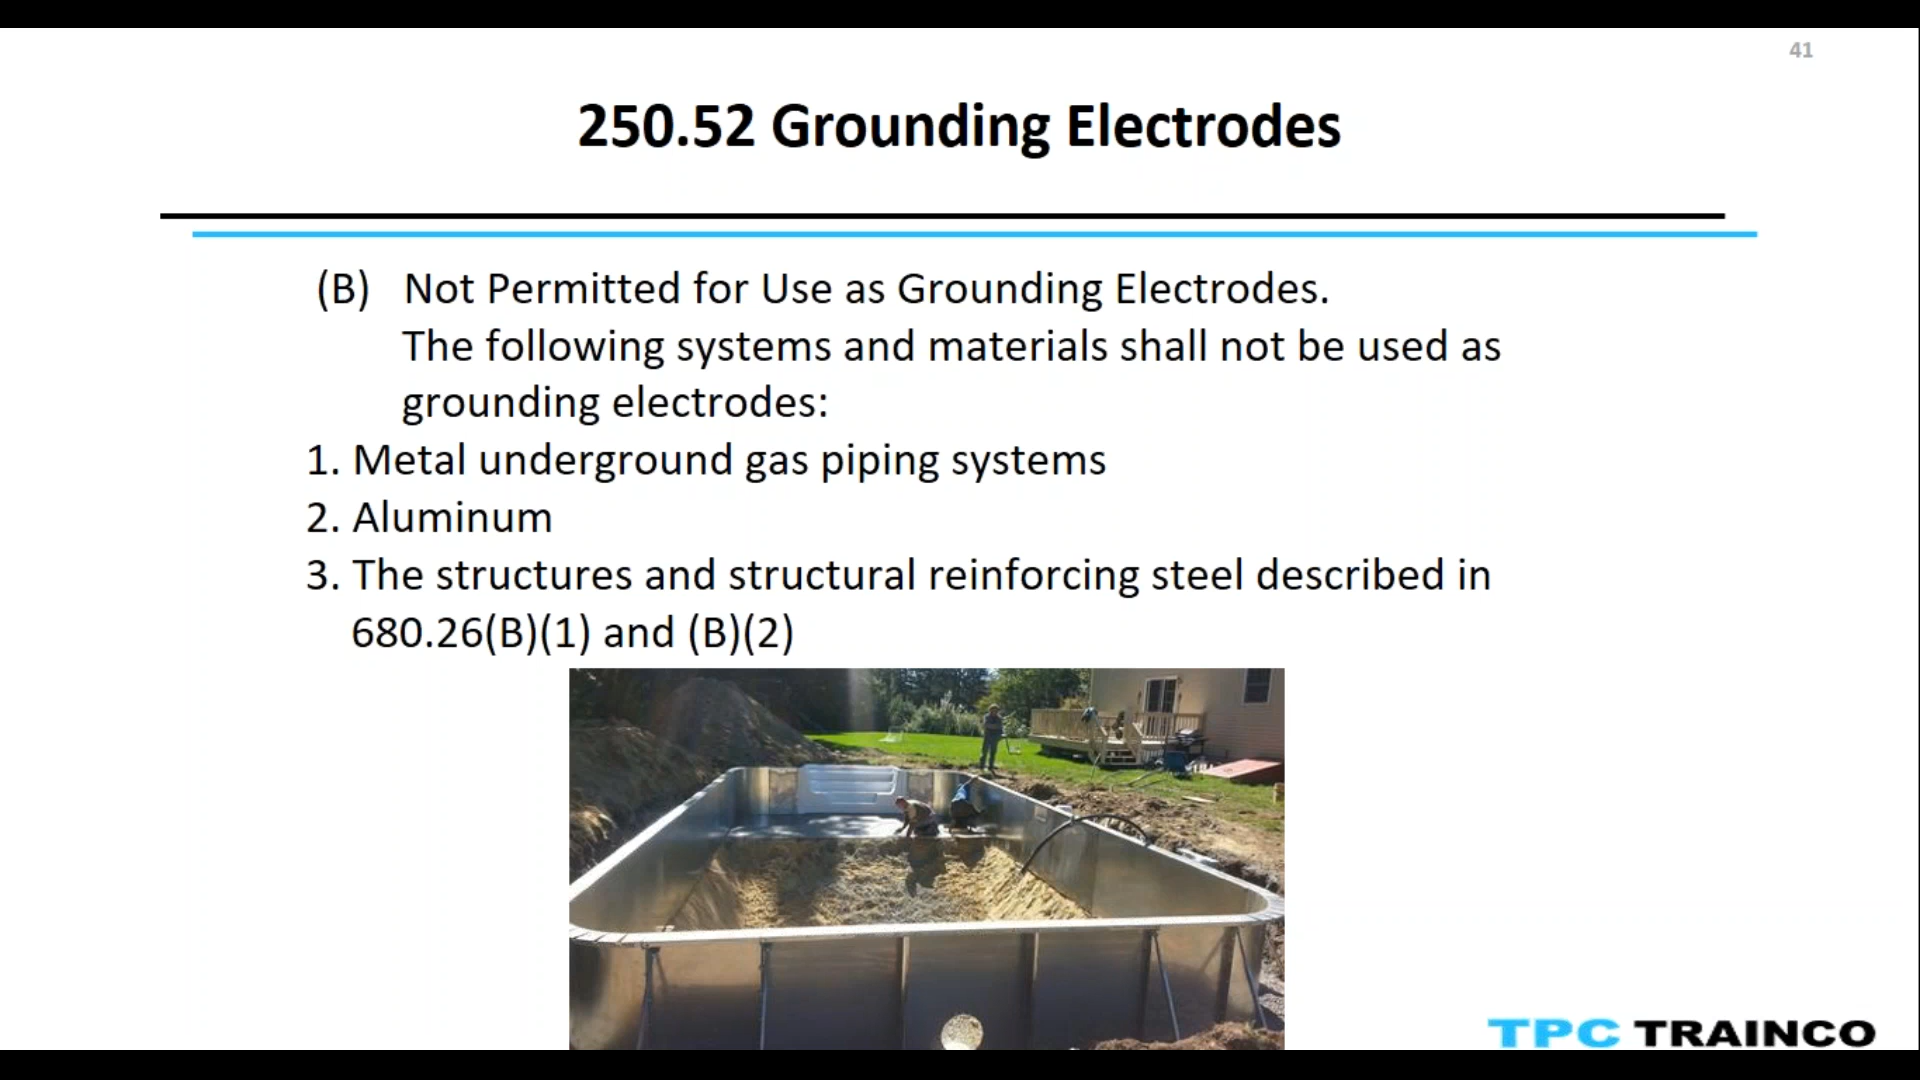 41
250.52 Grounding Electrodes
(B) Not Permitted for Use as Grounding Electrodes.
The following systems and materials shall not be used as
grounding electrodes:
1. Metal underground gas piping systems
2. Aluminum
3. The structures and structural reinforcing steel described in
680.26(B)(1) and (B)(2)
TPC TRAINCO